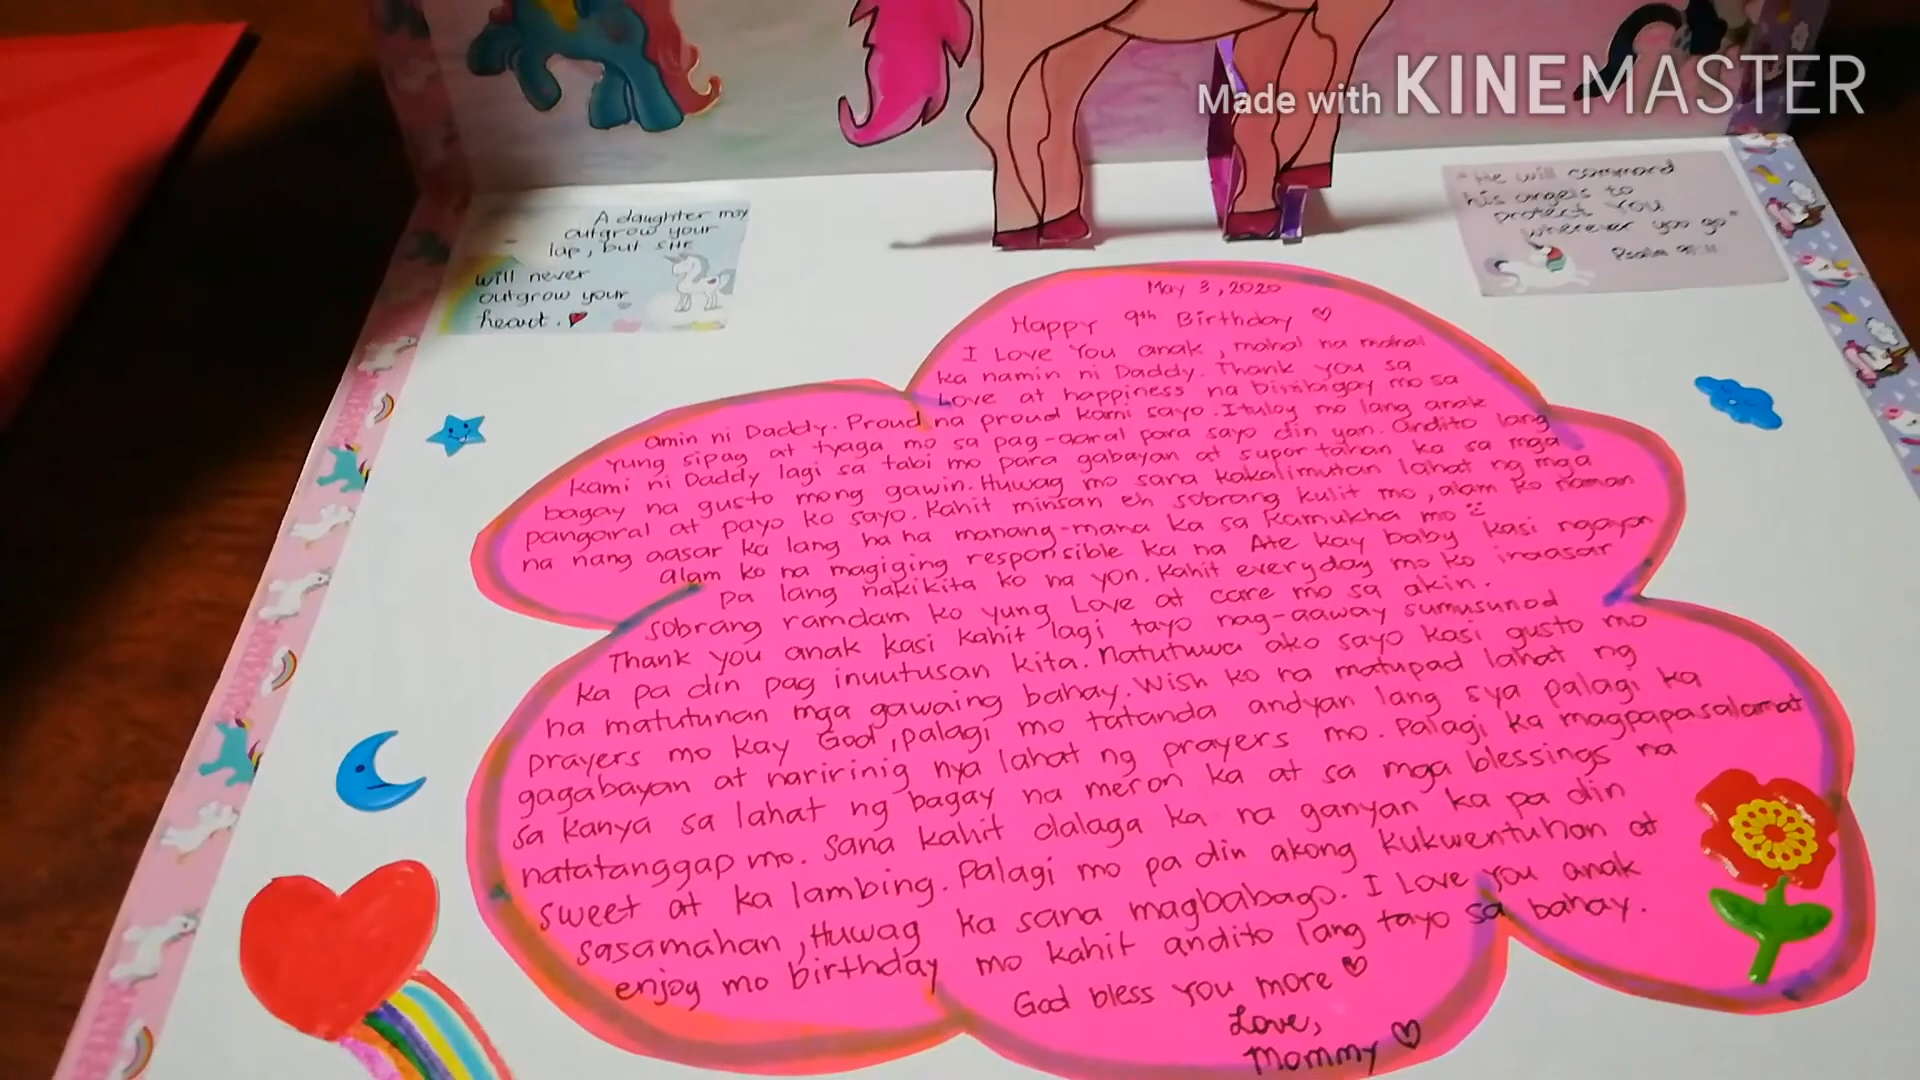 Made with KINEMASTER
A daughter may
outgrow your
lap, but SHE
will never
outgrow your
heart.
"He will command
his angels to
protect you
wherever you go"
Psalm 91:11
May 3, 2020
Happy 9th Birthday
I Love You anak, mahal na mahal
ka namin ni Daddy. Thank you sa
Love at happiness na binibigay mo sa
amin ni Daddy. Proud na proud kami sayo. Ituloy mo lang anak
yung sipag at tyaga mo sa pag-aaral para sayo din yan. Andito lang
kami ni Daddy lagi sa tabi mo para gabayan at suportahan ka sa mga
bagay na gusto mong gawin. Huwag mo sana kakalimutan lahat ng mga
pangaral at payo ko sayo. Kahit minsan eh sobrang kulit mo, alam ko naman
na nang aasar ka lang ha ha manang-mana ka sa kamukha mo
alam ko na magiging responsible ka na Ate kay baby kasi ngayon
pa lang nakikita ko na yon. Kahit everyday mo ko inaasar
sobrang ramdam ko yung Love at care mo sa akin.
Thank you anak kasi kahit lagi tayo nag-aaway sumusunod
ka pa din pag inuutusan kita. Natutuwa ako sayo kasi gusto mo
na matutunan mga gawaing bahay. Wish ko na matupad lahat ng
prayers mo kay God, palagi mo tatanda andyan lang sya palagi ka
gagabayan at naririnig nya lahat ng prayers mo. Palagi ka magpapasalamat
sa Kanya sa lahat ng bagay na meron ka at sa mga blessings na
natatanggap mo. Sana kahit dalaga ka na ganyan ka pa din
sweet at ka lambing. Palagi mo pa din akong kukwentuhan at
sasamahan, Huwag ka sana magbabago. I Love You anak
enjoy mo birthday mo kahit andito lang tayo sa bahay.
God bless you more
Love,
Mommy